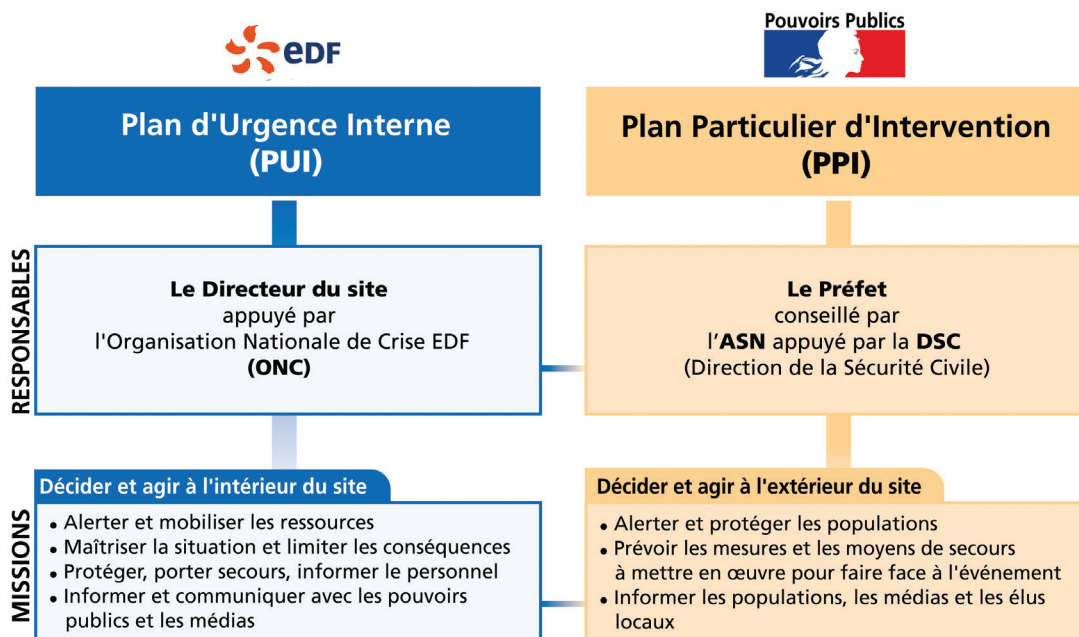 eDF
Pouvoirs Publics
Plan d'Urgence Interne
(PUI)
Plan Particulier d'Intervention
(PPI)
RESPONSABLES
Le Directeur du site
appuyé par
l'Organisation Nationale de Crise EDF
(ONC)
Le Préfet
conseillé par
l'ASN appuyé par la DSC
(Direction de la Sécurité Civile)
MISSIONS
Décider et agir à l'intérieur du site
• Alerter et mobiliser les ressources
• Maîtriser la situation et limiter les conséquences
• Protéger, porter secours, informer le personnel
• Informer et communiquer avec les pouvoirs
publics et les médias
Décider et agir à l'extérieur du site
• Alerter et protéger les populations
• Prévoir les mesures et les moyens de secours
à mettre en œuvre pour faire face à l'événement
• Informer les populations, les médias et les élus
locaux